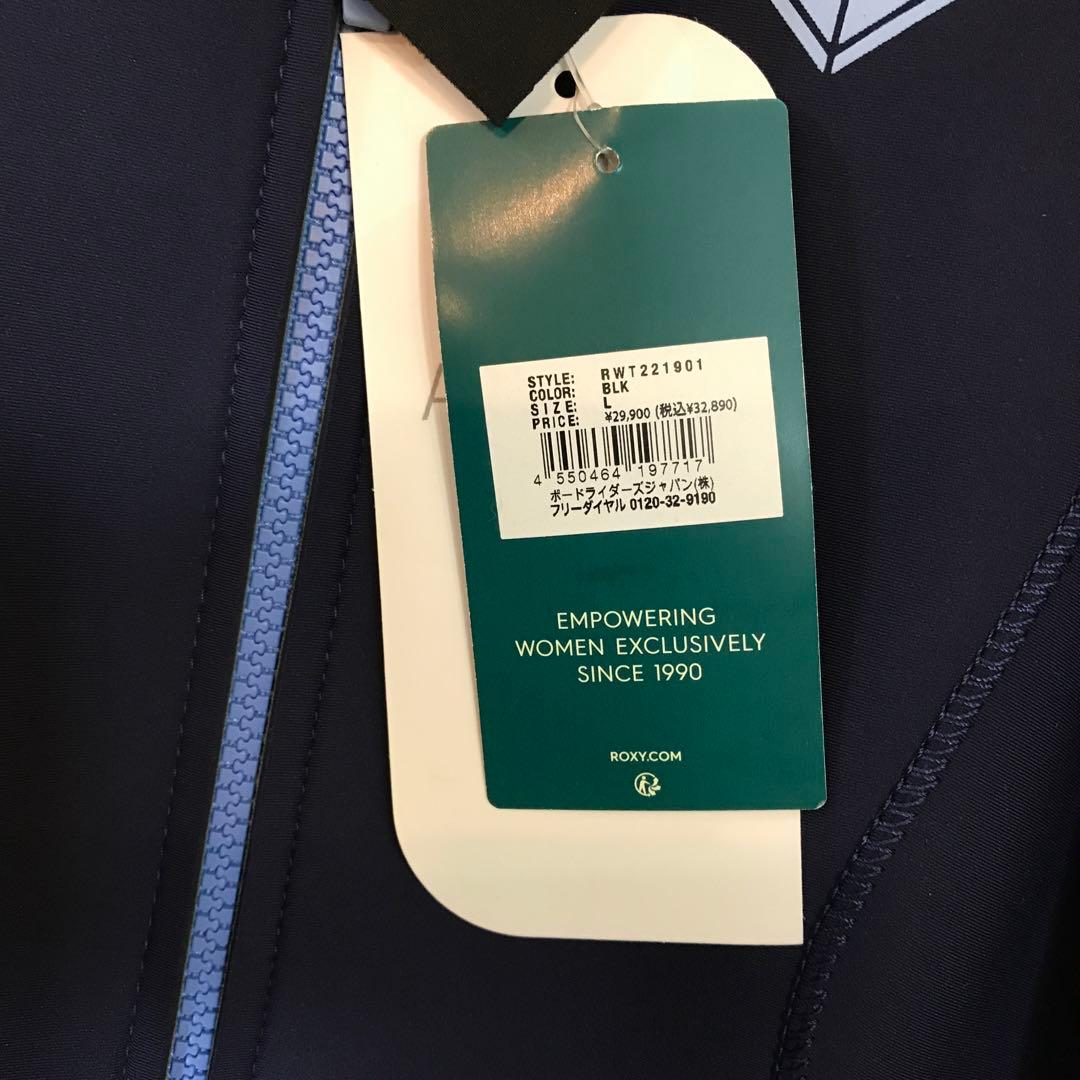 A
STYLE: RWT221901
COLOR: BLK
SIZE: L
PRICE: ¥29,900 (税込¥32,890)
4 550464 197717
ボードライダーズジャパン(株)
フリーダイヤル 0120-32-9190
EMPOWERING
WOMEN EXCLUSIVELY
SINCE 1990
ROXY.COM